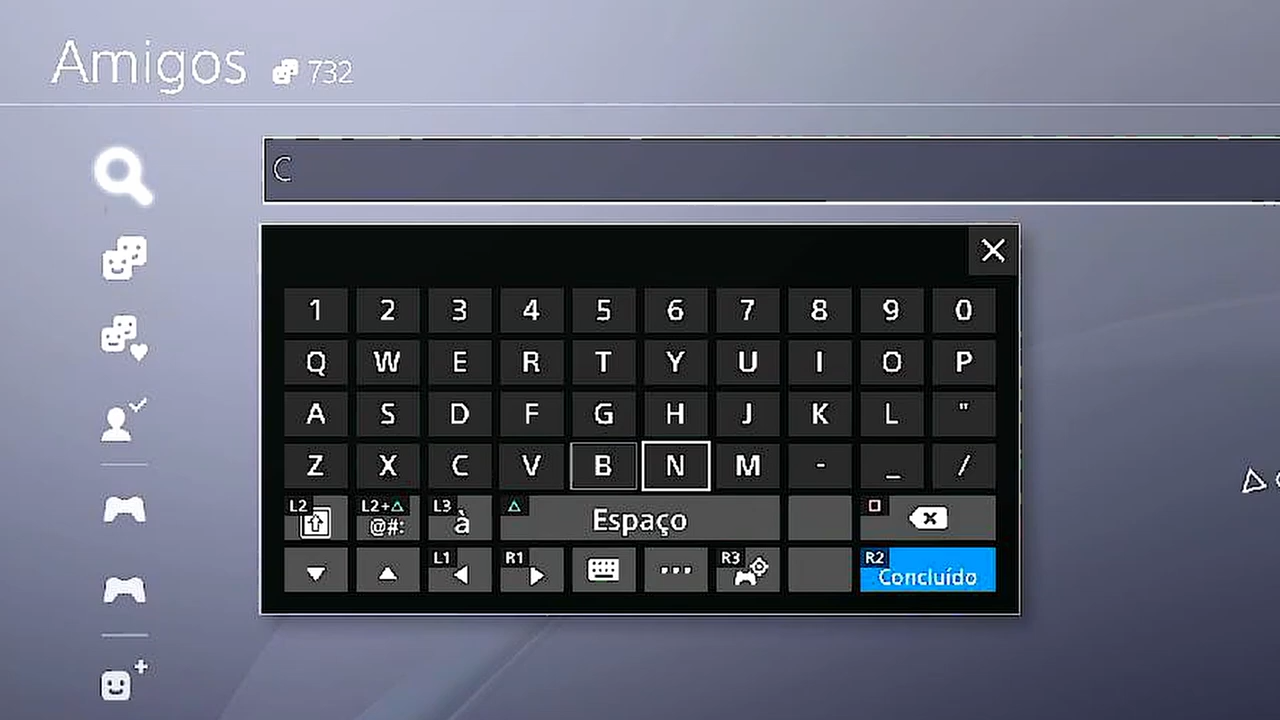 Amigos 732
C
1 2 3 4 5 6 7 8 9 0
Q W E R T Y U I O P
A S D F G H J K L "
Z X C V B N M - _ /
L2 L2+△ @#: L3 à △ Espaço □
L1 R1 ... R3 R2 Concluído